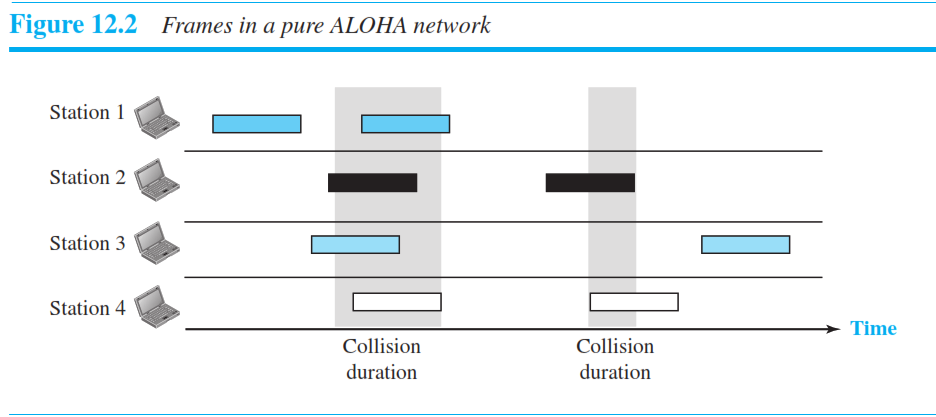 Figure 12.2 Frames in a pure ALOHA network
Station 1
Station 2
Station 3
Station 4
Time
Collision
duration
Collision
duration